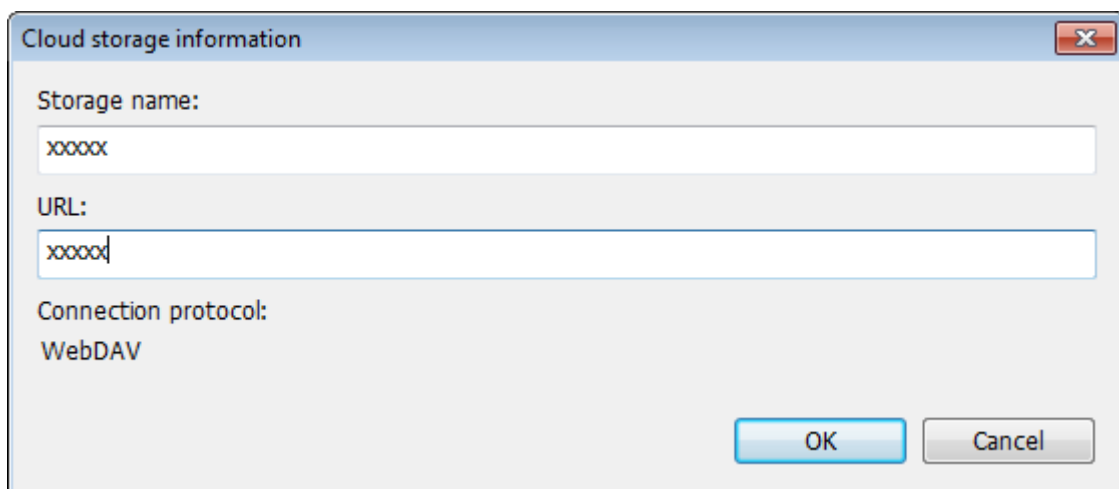 Cloud storage information
Storage name:
xxxxx
URL:
xxxxx
Connection protocol:
WebDAV
OK Cancel